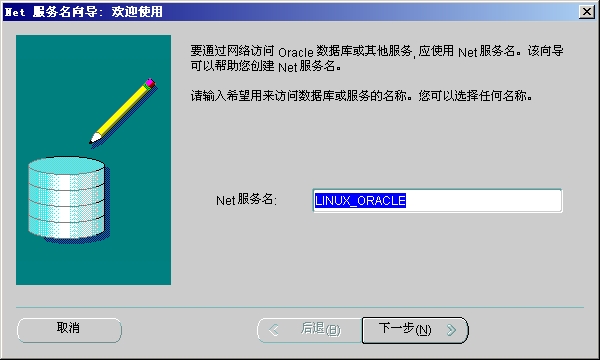 Net 服务名向导: 欢迎使用
要通过网络访问 Oracle 数据库或其他服务, 应使用 Net 服务名。该向导
可以帮助您创建 Net 服务名。
请输入希望用来访问数据库或服务的名称。您可以选择任何名称。
Net 服务名:
LINUX_ORACLE
取消
后退(B)
下一步(N)